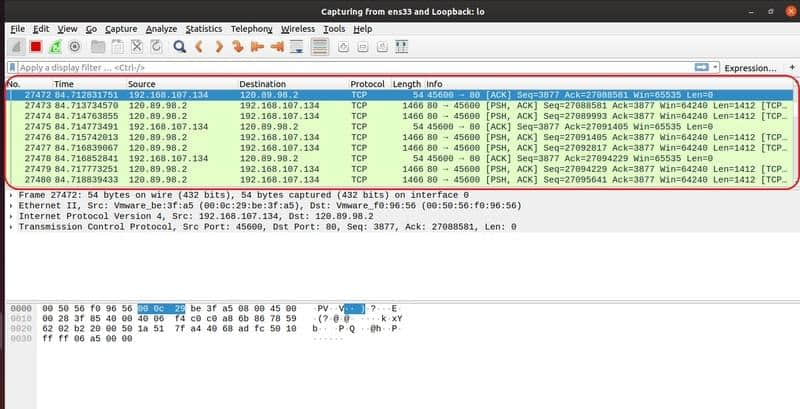 Capturing from ens33 and Loopback: lo
File Edit View Go Capture Analyze Statistics Telephony Wireless Tools Help
Apply a display filter ... <Ctrl-/> Expression... +
No. Time Source Destination Protocol Length Info
27472 84.712831751 192.168.107.134 120.89.98.2 TCP 54 45600 → 80 [ACK] Seq=3877 Ack=27088581 Win=65535 Len=0
27473 84.713734570 120.89.98.2 192.168.107.134 TCP 1466 80 → 45600 [PSH, ACK] Seq=27088581 Ack=3877 Win=64240 Len=1412 [TCP…
27474 84.714763855 120.89.98.2 192.168.107.134 TCP 1466 80 → 45600 [PSH, ACK] Seq=27089993 Ack=3877 Win=64240 Len=1412 [TCP…
27475 84.714773491 192.168.107.134 120.89.98.2 TCP 54 45600 → 80 [ACK] Seq=3877 Ack=27091405 Win=65535 Len=0
27476 84.715742013 120.89.98.2 192.168.107.134 TCP 1466 80 → 45600 [PSH, ACK] Seq=27091405 Ack=3877 Win=64240 Len=1412 [TCP…
27477 84.716839067 120.89.98.2 192.168.107.134 TCP 1466 80 → 45600 [PSH, ACK] Seq=27092817 Ack=3877 Win=64240 Len=1412 [TCP…
27478 84.716852841 192.168.107.134 120.89.98.2 TCP 54 45600 → 80 [ACK] Seq=3877 Ack=27094229 Win=65535 Len=0
27479 84.717773251 120.89.98.2 192.168.107.134 TCP 1466 80 → 45600 [PSH, ACK] Seq=27094229 Ack=3877 Win=64240 Len=1412 [TCP…
27480 84.718839433 120.89.98.2 192.168.107.134 TCP 1466 80 → 45600 [PSH, ACK] Seq=27095641 Ack=3877 Win=64240 Len=1412 [TCP…
Frame 27472: 54 bytes on wire (432 bits), 54 bytes captured (432 bits) on interface 0
Ethernet II, Src: Vmware_be:3f:a5 (00:0c:29:be:3f:a5), Dst: Vmware_f0:96:56 (00:50:56:f0:96:56)
Internet Protocol Version 4, Src: 192.168.107.134, Dst: 120.89.98.2
Transmission Control Protocol, Src Port: 45600, Dst Port: 80, Seq: 3877, Ack: 27088581, Len: 0
0000 00 50 56 f0 96 56 00 0c 29 be 3f a5 08 00 45 00 ·PV··V·· )·?···E·
0010 00 28 3f 85 40 00 40 06 f4 c0 c0 a8 6b 86 78 59 ·(?·@·@· ····k·xY
0020 62 02 b2 20 00 50 1a 51 7f a4 40 68 ad fc 50 10 b·· ·P·Q ··@h··P·
0030 ff ff 06 a5 00 00 ······